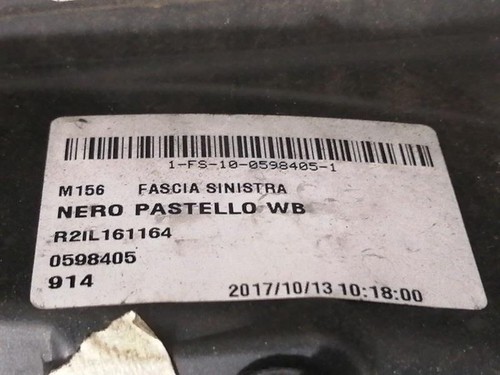 1-FS-10-0598405-1
M156 FASCIA SINISTRA
NERO PASTELLO WB
R2IL161164
0598405
914
2017/10/13 10:18:00